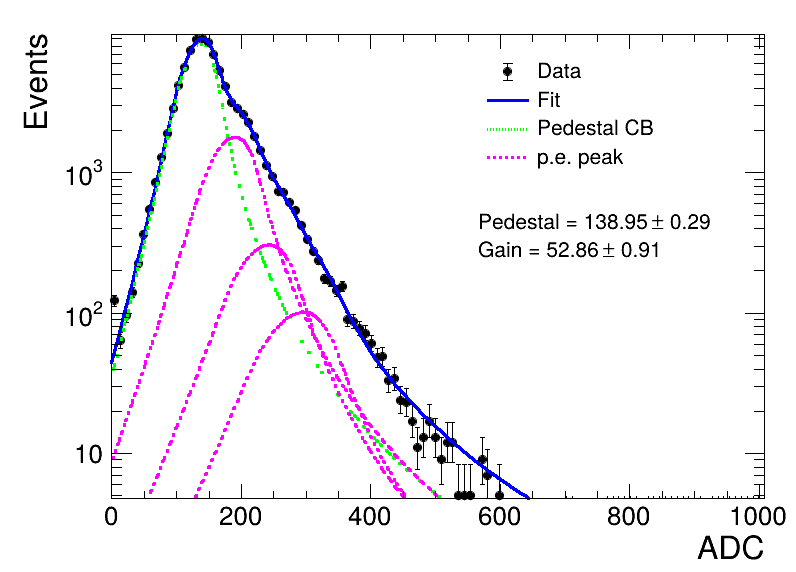 Events
Data
Fit
Pedestal CB
p.e. peak
Pedestal = 138.95 ± 0.29
Gain = 52.86 ± 0.91
10³
10²
10
0 200 400 600 800 1000
ADC